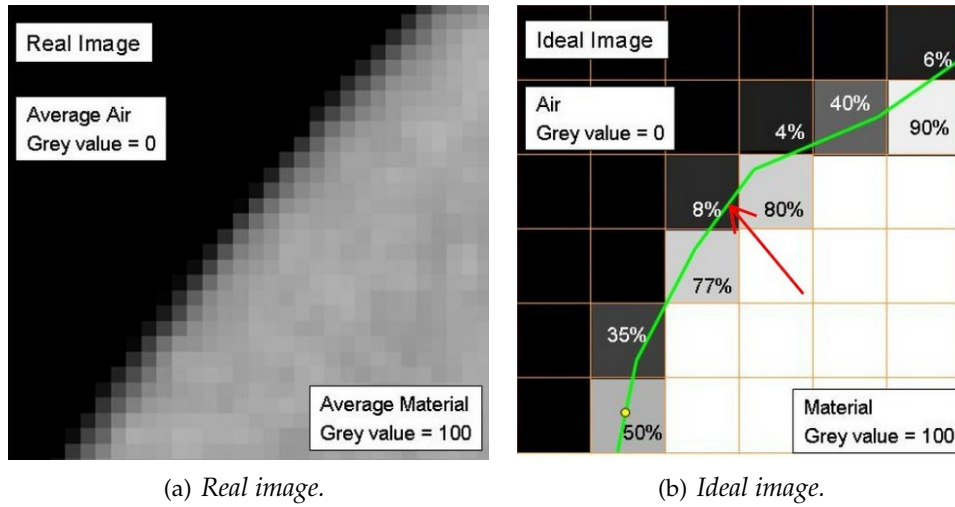 Real Image
Average Air
Grey value = 0
Average Material
Grey value = 100
Ideal Image
6%
Air
Grey value = 0
40%
4%
90%
8%
80%
77%
35%
50%
Material
Grey value = 100
(a) Real image.
(b) Ideal image.